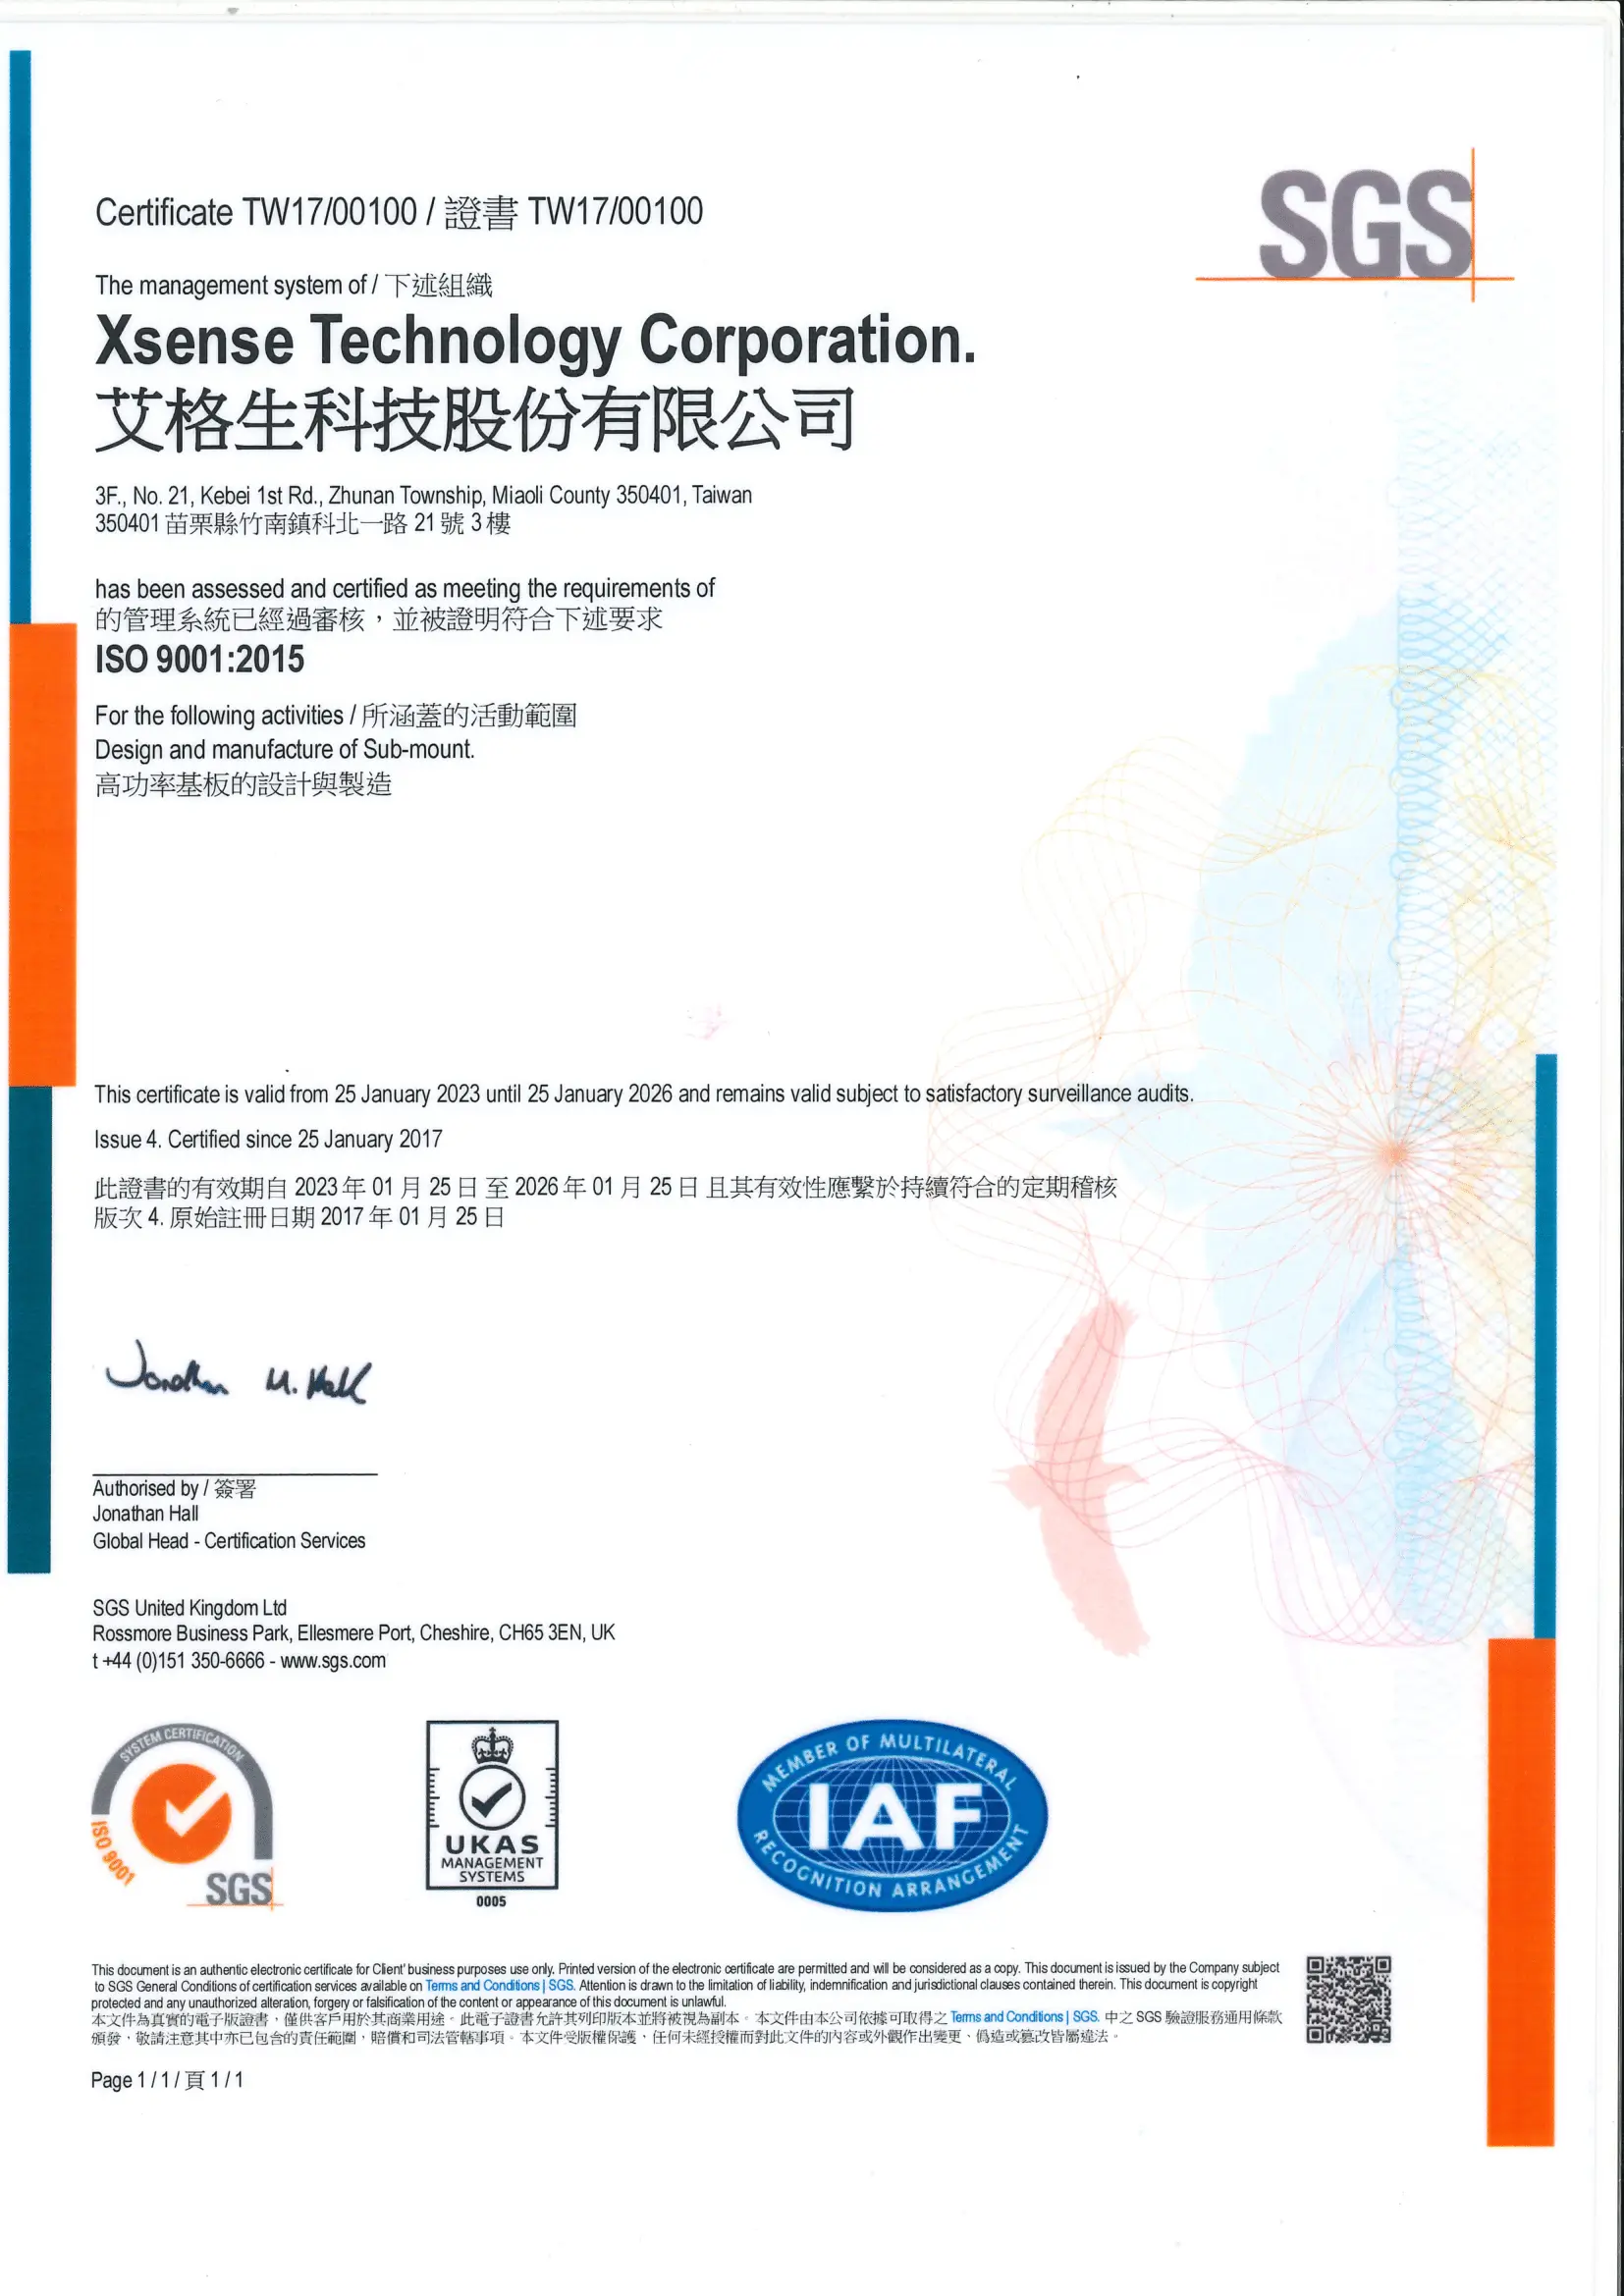 SGS
Certificate TW17/00100 / 證書 TW17/00100
The management system of / 下述組織
Xsense Technology Corporation.
艾格生科技股份有限公司
3F., No. 21, Kebei 1st Rd., Zhunan Township, Miaoli County 350401, Taiwan
350401 苗栗縣竹南鎮科北一路 21 號 3 樓
has been assessed and certified as meeting the requirements of
的管理系統已經過審核，並被證明符合下述要求
ISO 9001:2015
For the following activities / 所涵蓋的活動範圍
Design and manufacture of Sub-mount.
高功率基板的設計與製造
This certificate is valid from 25 January 2023 until 25 January 2026 and remains valid subject to satisfactory surveillance audits.
Issue 4. Certified since 25 January 2017
此證書的有效期自 2023 年 01 月 25 日 至 2026 年 01 月 25 日 且其有效性應繫於持續符合的定期稽核
版次 4. 原始註冊日期 2017 年 01 月 25 日
Jonathan M. Hall
Authorised by / 簽署
Jonathan Hall
Global Head - Certification Services
SGS United Kingdom Ltd
Rossmore Business Park, Ellesmere Port, Cheshire, CH65 3EN, UK
t +44 (0)151 350-6666 - www.sgs.com
SYSTEM CERTIFICATION
ISO 9001
SGS
UKAS
MANAGEMENT
SYSTEMS
0005
MEMBER OF MULTILATERAL
IAF
RECOGNITION ARRANGEMENT
This document is an authentic electronic certificate for Client' business purposes use only. Printed version of the electronic certificate are permitted and will be considered as a copy. This document is issued by the Company subject
to SGS General Conditions of certification services available on Terms and Conditions | SGS. Attention is drawn to the limitation of liability, indemnification and jurisdictional clauses contained therein. This document is copyright
protected and any unauthorized alteration, forgery or falsification of the content or appearance of this document is unlawful.
本文件為真實的電子版證書，僅供客戶用於其商業用途。此電子證書允許其列印版本並將被視為副本。本文件由本公司依據可取得之 Terms and Conditions | SGS. 中之 SGS 驗證服務通用條款
頒發，敬請注意其中亦已包含的責任範圍，賠償和司法管轄事項。本文件受版權保護，任何未經授權而對此文件的內容或外觀作出變更、偽造或篡改皆屬違法。
Page 1 / 1 / 頁 1 / 1